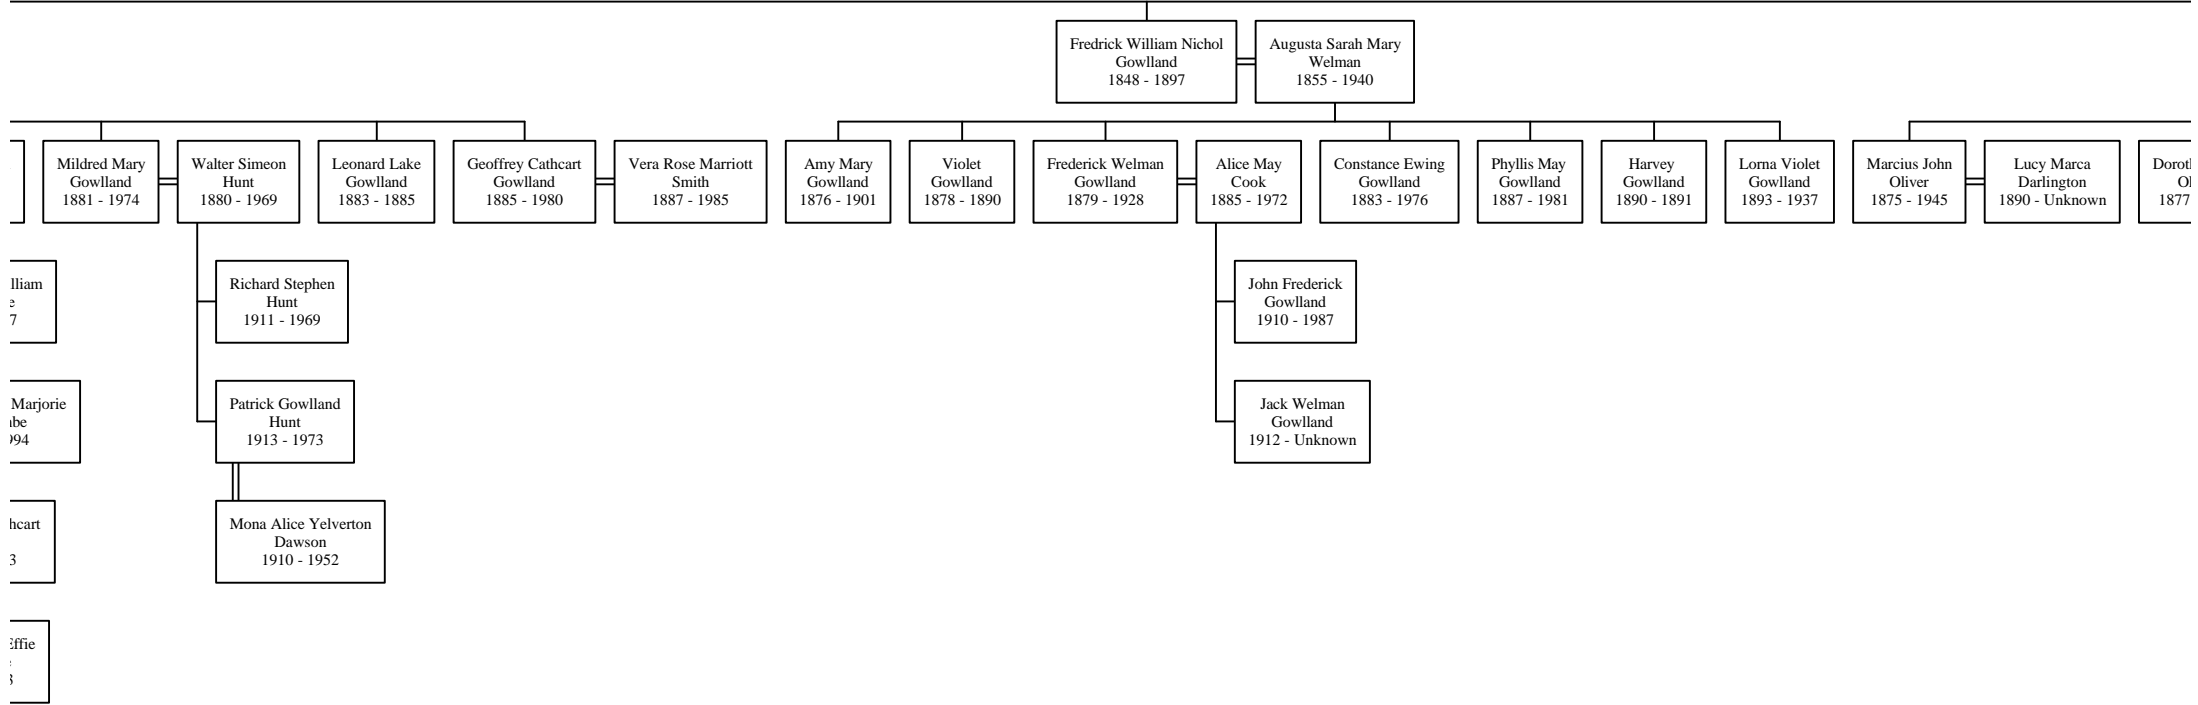 Fredrick William Nichol
Gowlland
1848 - 1897
Augusta Sarah Mary
Welman
1855 - 1940
Mildred Mary
Gowlland
1881 - 1974
Walter Simeon
Hunt
1880 - 1969
Leonard Lake
Gowlland
1883 - 1885
Geoffrey Cathcart
Gowlland
1885 - 1980
Vera Rose Marriott
Smith
1887 - 1985
Amy Mary
Gowlland
1876 - 1901
Violet
Gowlland
1878 - 1890
Frederick Welman
Gowlland
1879 - 1928
Alice May
Cook
1885 - 1972
Constance Ewing
Gowlland
1883 - 1976
Phyllis May
Gowlland
1887 - 1981
Harvey
Gowlland
1890 - 1891
Lorna Violet
Gowlland
1893 - 1937
Marcius John
Oliver
1875 - 1945
Lucy Marca
Darlington
1890 - Unknown
1877
Richard Stephen
Hunt
1911 - 1969
John Frederick
Gowlland
1910 - 1987
Marjorie
Patrick Gowlland
Hunt
1913 - 1973
Jack Welman
Gowlland
1912 - Unknown
Mona Alice Yelverton
Dawson
1910 - 1952
Effie